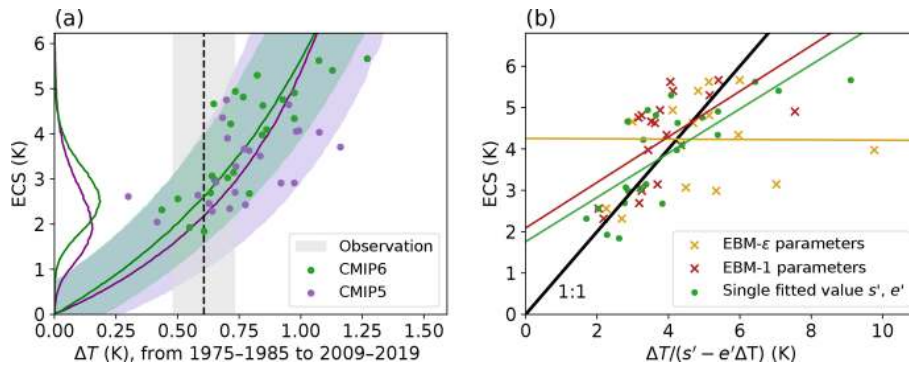 (a)
6
5
4
3
2
1
0
ECS (K)
0.00 0.25 0.50 0.75 1.00 1.25 1.50
ΔT (K), from 1975–1985 to 2009–2019
Observation
CMIP6
CMIP5
(b)
6
5
4
3
2
1
0
ECS (K)
0 2 4 6 8 10
ΔT/(s′ − e′ΔT) (K)
1:1
EBM-ε parameters
EBM-1 parameters
Single fitted value s′, e′